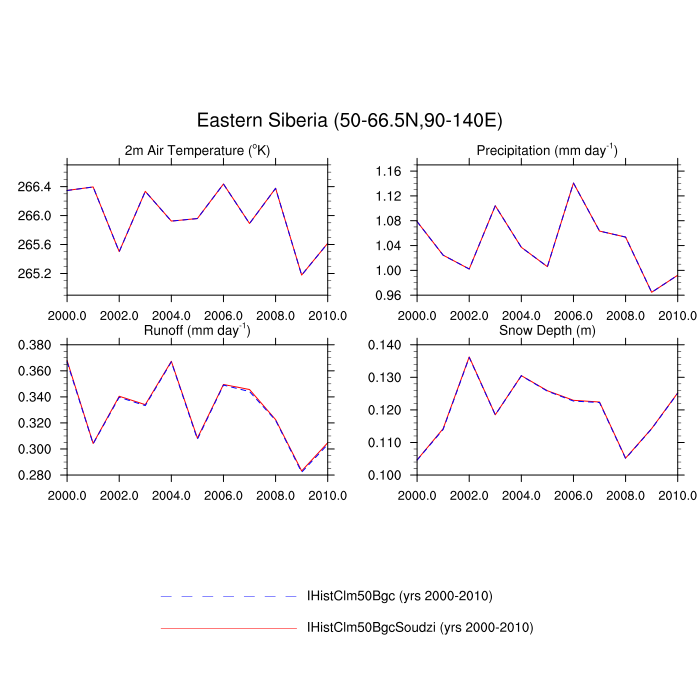 Eastern Siberia (50-66.5N,90-140E)
2m Air Temperature (°K)
Precipitation (mm day⁻¹)
266.4
266.0
265.6
265.2
2000.0 2002.0 2004.0 2006.0 2008.0 2010.0
1.16
1.12
1.08
1.04
1.00
0.96
2000.0 2002.0 2004.0 2006.0 2008.0 2010.0
Runoff (mm day⁻¹)
Snow Depth (m)
0.380
0.360
0.340
0.320
0.300
0.280
2000.0 2002.0 2004.0 2006.0 2008.0 2010.0
0.140
0.130
0.120
0.110
0.100
2000.0 2002.0 2004.0 2006.0 2008.0 2010.0
IHistClm50Bgc (yrs 2000-2010)
IHistClm50BgcSoudzi (yrs 2000-2010)